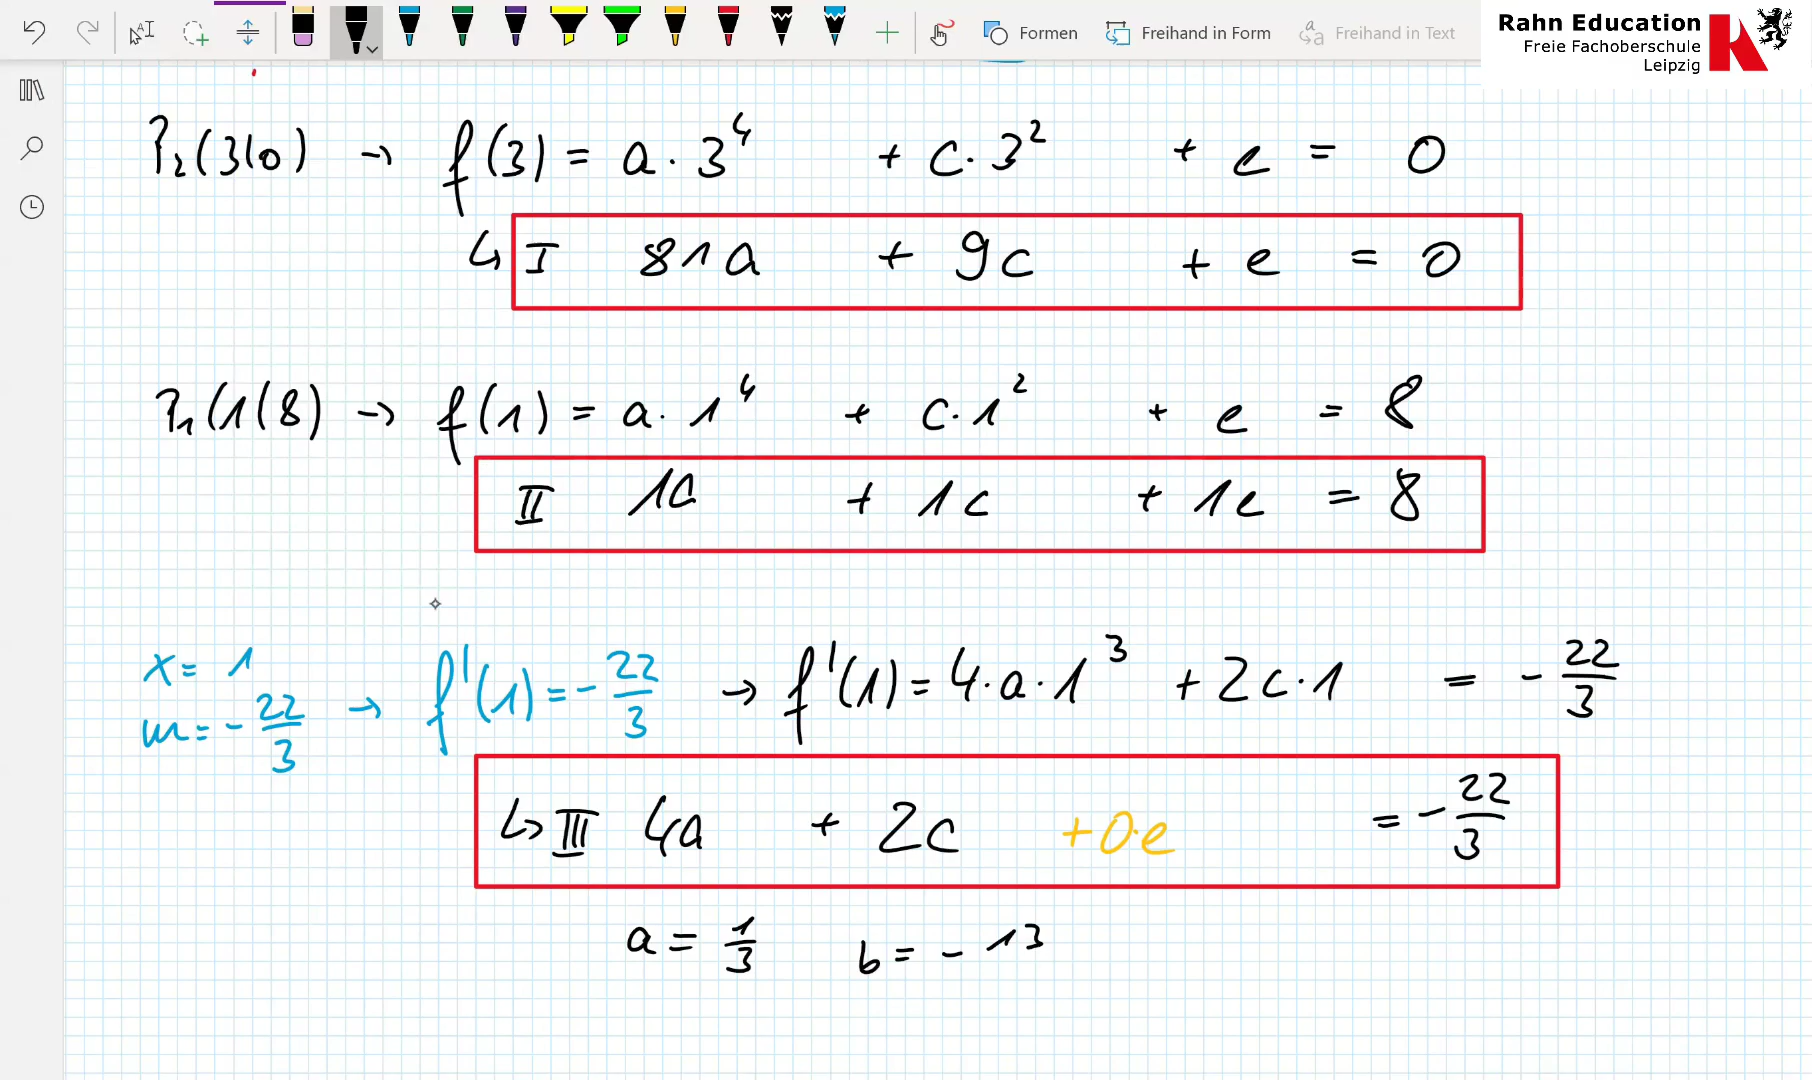 Formen
Freihand in Form
Freihand in Text
Rahn Education
Freie Fachoberschule
Leipzig
P₂(3|0) → f(3) = a · 3⁴ + c · 3² + e = 0
↳ I 81a + 9c + e = 0
P₁(1|8) → f(1) = a · 1⁴ + c · 1² + e = 8
II 1a + 1c + 1e = 8
x = 1
m = - 22/3 → f'(1) = - 22/3 → f'(1) = 4 · a · 1³ + 2c · 1 = - 22/3
↳ III 4a + 2c + 0·e = - 22/3
a = 1/3 b = - 13